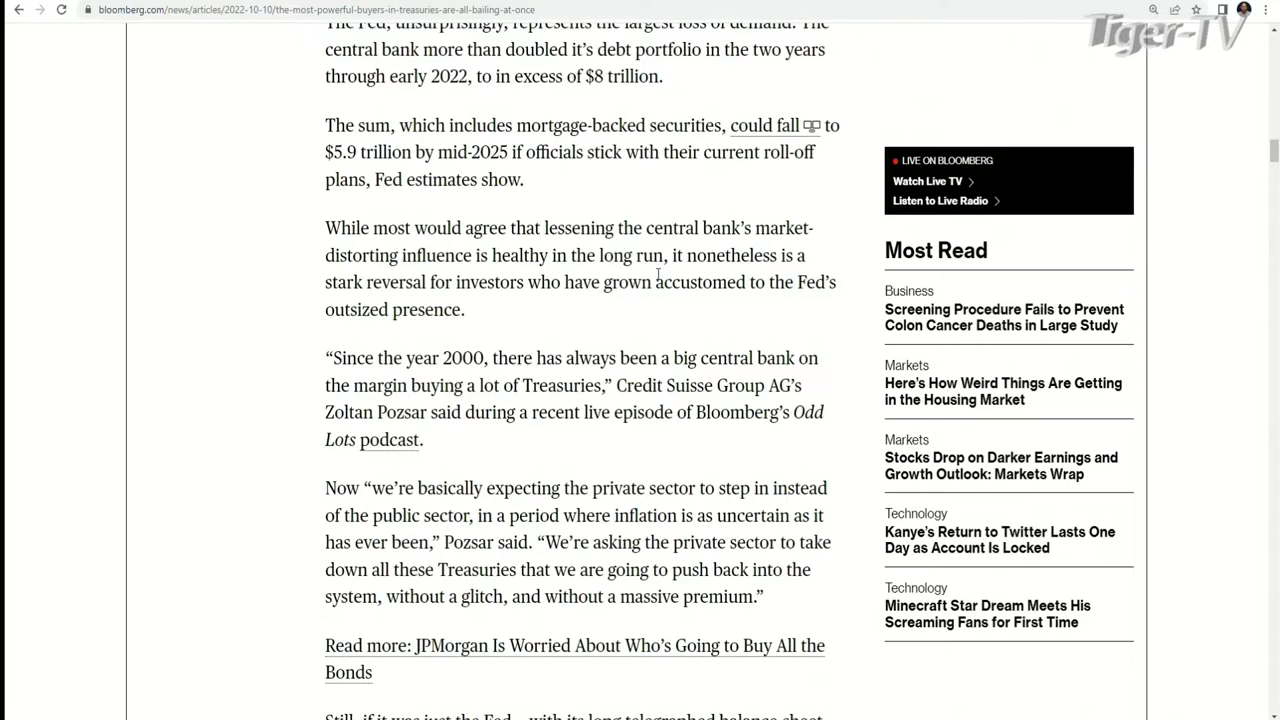 bloomberg.com/news/articles/2022-10-10/the-most-powerful-buyers-in-treasuries-are-all-bailing-at-once
Tiger-TV
The Fed, unsurprisingly, represents the largest loss of demand. The
central bank more than doubled it’s debt portfolio in the two years
through early 2022, to in excess of $8 trillion.
The sum, which includes mortgage-backed securities, could fall to
$5.9 trillion by mid-2025 if officials stick with their current roll-off
plans, Fed estimates show.
While most would agree that lessening the central bank’s market-
distorting influence is healthy in the long run, it nonetheless is a
stark reversal for investors who have grown accustomed to the Fed’s
outsized presence.
“Since the year 2000, there has always been a big central bank on
the margin buying a lot of Treasuries,” Credit Suisse Group AG’s
Zoltan Pozsar said during a recent live episode of Bloomberg’s Odd
Lots podcast.
Now “we’re basically expecting the private sector to step in instead
of the public sector, in a period where inflation is as uncertain as it
has ever been,” Pozsar said. “We’re asking the private sector to take
down all these Treasuries that we are going to push back into the
system, without a glitch, and without a massive premium.”
Read more: JPMorgan Is Worried About Who’s Going to Buy All the
Bonds
Still, if it was just the Fed—with its long telegraphed balance sheet
LIVE ON BLOOMBERG
Watch Live TV
Listen to Live Radio
Most Read
Business
Screening Procedure Fails to Prevent
Colon Cancer Deaths in Large Study
Markets
Here’s How Weird Things Are Getting
in the Housing Market
Markets
Stocks Drop on Darker Earnings and
Growth Outlook: Markets Wrap
Technology
Kanye’s Return to Twitter Lasts One
Day as Account Is Locked
Technology
Minecraft Star Dream Meets His
Screaming Fans for First Time